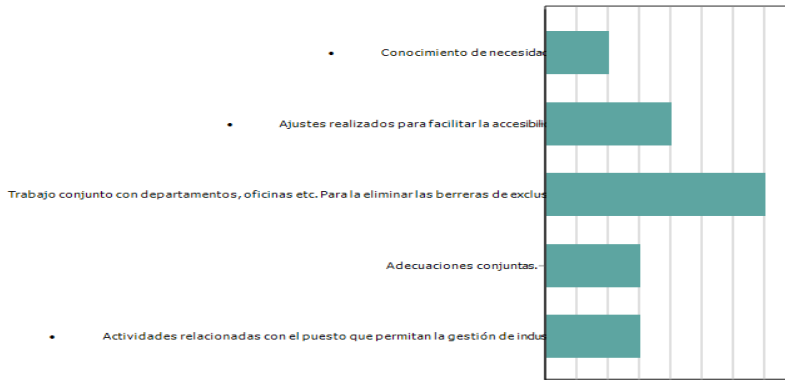 • Conocimiento de necesidad
• Ajustes realizados para facilitar la accesibili
Trabajo conjunto con departamentos, oficinas etc. Para la eliminar las berreras de exclus
Adecuaciones conjuntas.
• Actividades relacionadas con el puesto que permitan la gestión de indus